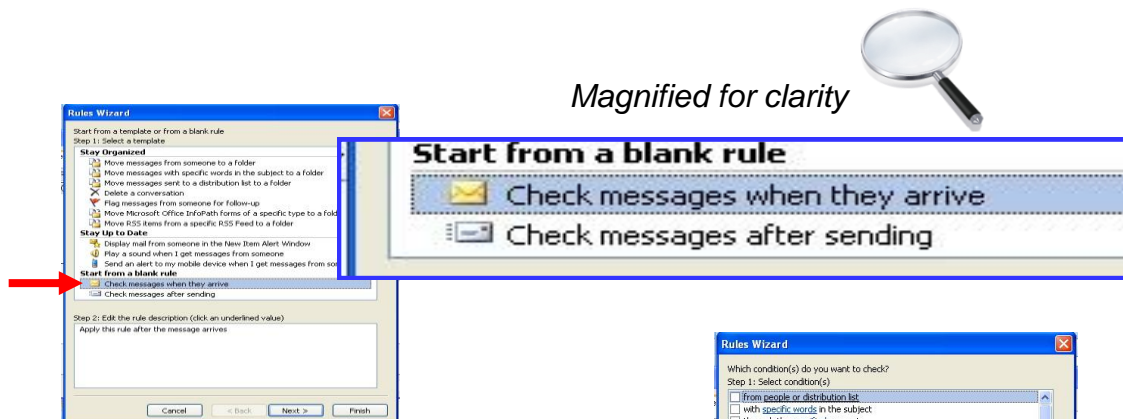 Magnified for clarity
Rules Wizard
Start from a template or from a blank rule
Step 1: Select a template
Stay Organized
Move messages from someone to a folder
Move messages with specific words in the subject to a folder
Move messages sent to a distribution list to a folder
Delete a conversation
Flag messages from someone for follow-up
Move Microsoft Office InfoPath forms of a specific type to a fold
Move RSS items from a specific RSS Feed to a folder
Stay Up to Date
Display mail from someone in the New Item Alert Window
Play a sound when I get messages from someone
Send an alert to my mobile device when I get messages from so
Start from a blank rule
Check messages when they arrive
Check messages after sending
Step 2: Edit the rule description (click an underlined value)
Apply this rule after the message arrives
Cancel < Back Next > Finish
Start from a blank rule
Check messages when they arrive
Check messages after sending
Rules Wizard
Which condition(s) do you want to check?
Step 1: Select condition(s)
from people or distribution list
with specific words in the subject